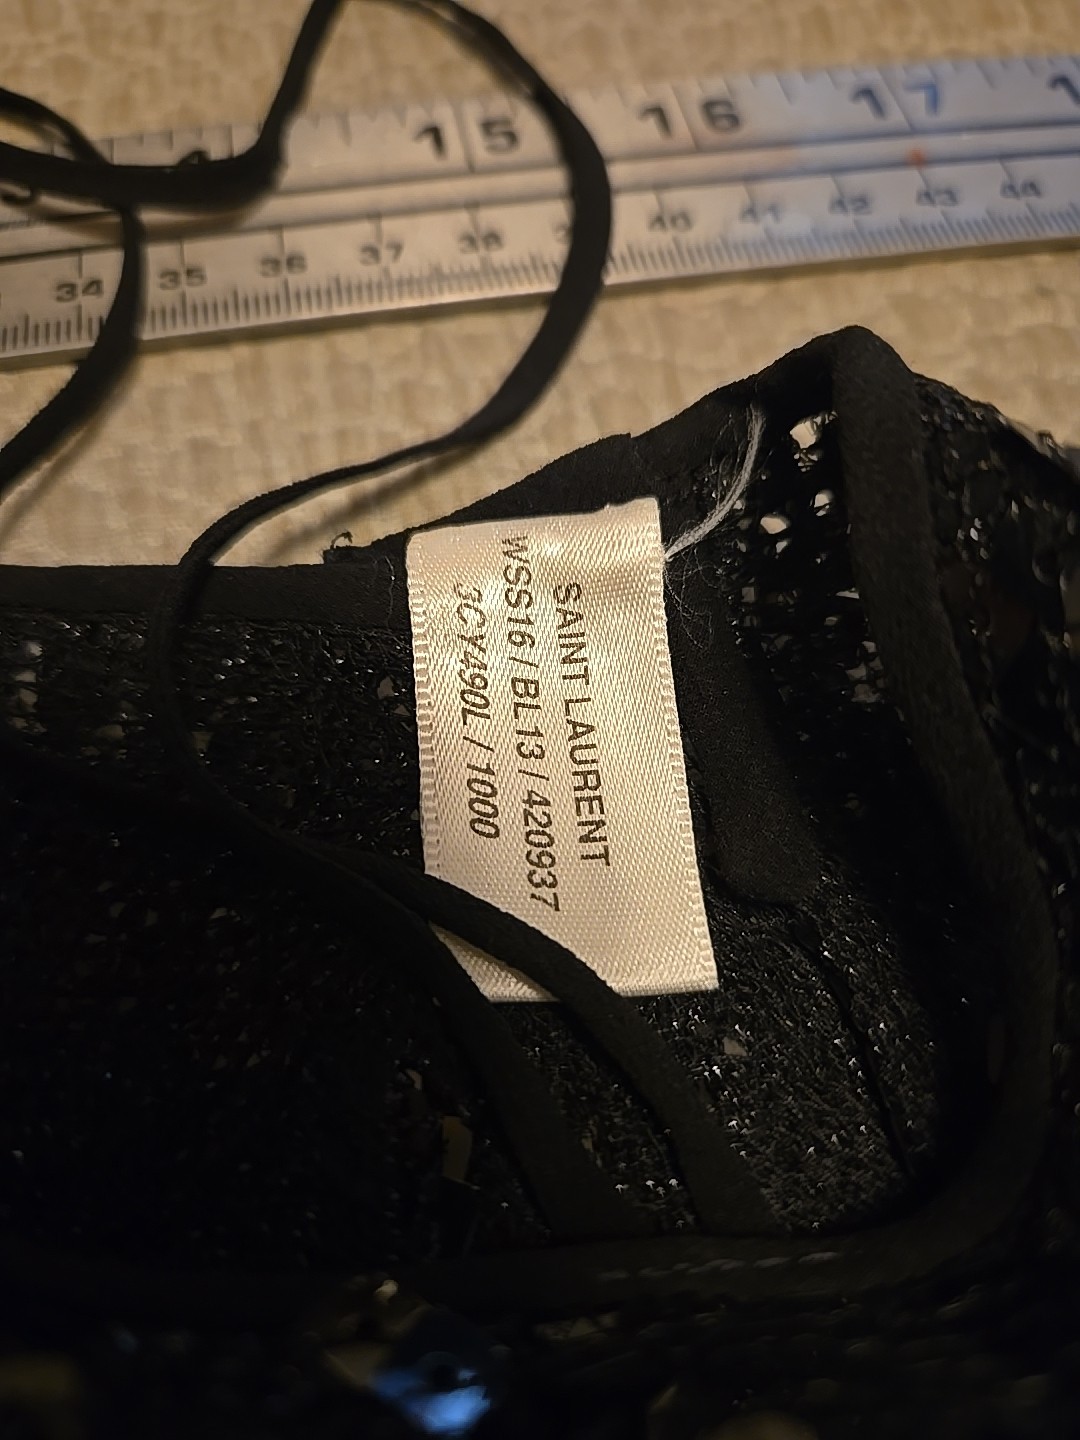 15 16 17 1
34 35 36 37 38 40 41 42 43 44
SAINT LAURENT
WSS16 / BL13 / 420937
3CY490L / 1000